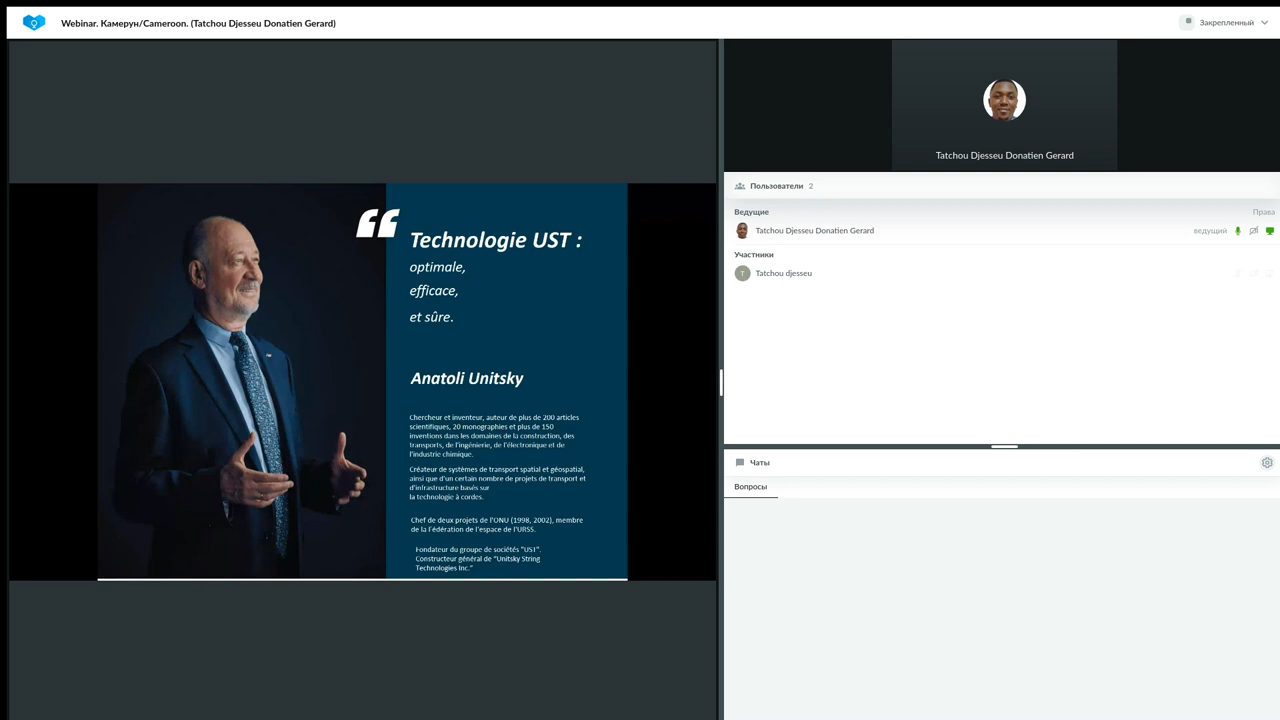 Webinar. Камерун/Cameroon. (Tatchou Djesseu Donatien Gerard)
Закрепленный
Tatchou Djesseu Donatien Gerard
Пользователи 2
Ведущие Права
Tatchou Djesseu Donatien Gerard ведущий
Участники
T Tatchou djesseu
Чаты
Вопросы
“
Technologie UST :
optimale,
efficace,
et sûre.
Anatoli Unitsky
Chercheur et inventeur, auteur de plus de 200 articles
scientifiques, 20 monographies et plus de 150
inventions dans les domaines de la construction, des
transports, de l'ingénierie, de l'électronique et de
l'industrie chimique.
Créateur de systèmes de transport spatial et géospatial,
ainsi que d'un certain nombre de projets de transport et
d'infrastructure basés sur
la technologie à cordes.
Chef de deux projets de l'ONU (1998, 2002), membre
de la Fédération de l'espace de l'URSS.
Fondateur du groupe de sociétés "UST".
Constructeur général de "Unitsky String
Technologies Inc."